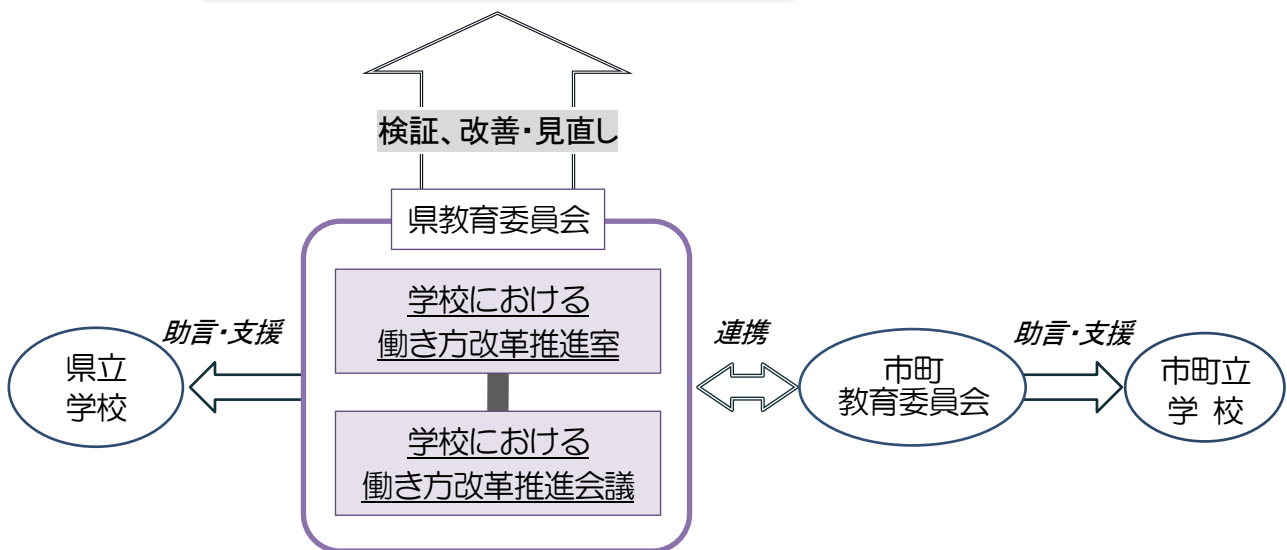 検証、改善・見直し
県教育委員会
学校における
働き方改革推進室
学校における
働き方改革推進会議
助言・支援
県立
学校
連携
市町
教育委員会
助言・支援
市町立
学 校